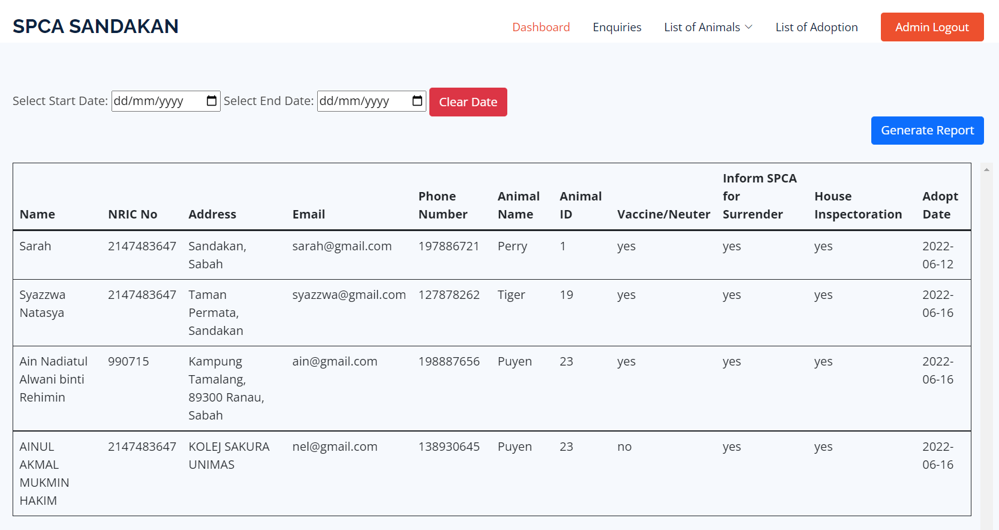 SPCA SANDAKAN
Dashboard Enquiries List of Animals List of Adoption Admin Logout
Select Start Date: dd/mm/yyyy Select End Date: dd/mm/yyyy Clear Date
Generate Report
Inform SPCA
Phone Animal Animal for House Adopt
Name NRIC No Address Email Number Name ID Vaccine/Neuter Surrender Inspectoration Date
Sarah 2147483647 Sandakan, sarah@gmail.com 197886721 Perry 1 yes yes yes 2022-
Sabah 06-12
Syazzwa 2147483647 Taman syazzwa@gmail.com 127878262 Tiger 19 yes yes yes 2022-
Natasya Permata, 06-16
Sandakan
Ain Nadiatul 990715 Kampung ain@gmail.com 198887656 Puyen 23 yes yes yes 2022-
Alwani binti Tamalang, 06-16
Rehimin 89300 Ranau,
Sabah
AINUL 2147483647 KOLEJ SAKURA nel@gmail.com 138930645 Puyen 23 no yes yes 2022-
AKMAL UNIMAS 06-16
MUKMIN
HAKIM